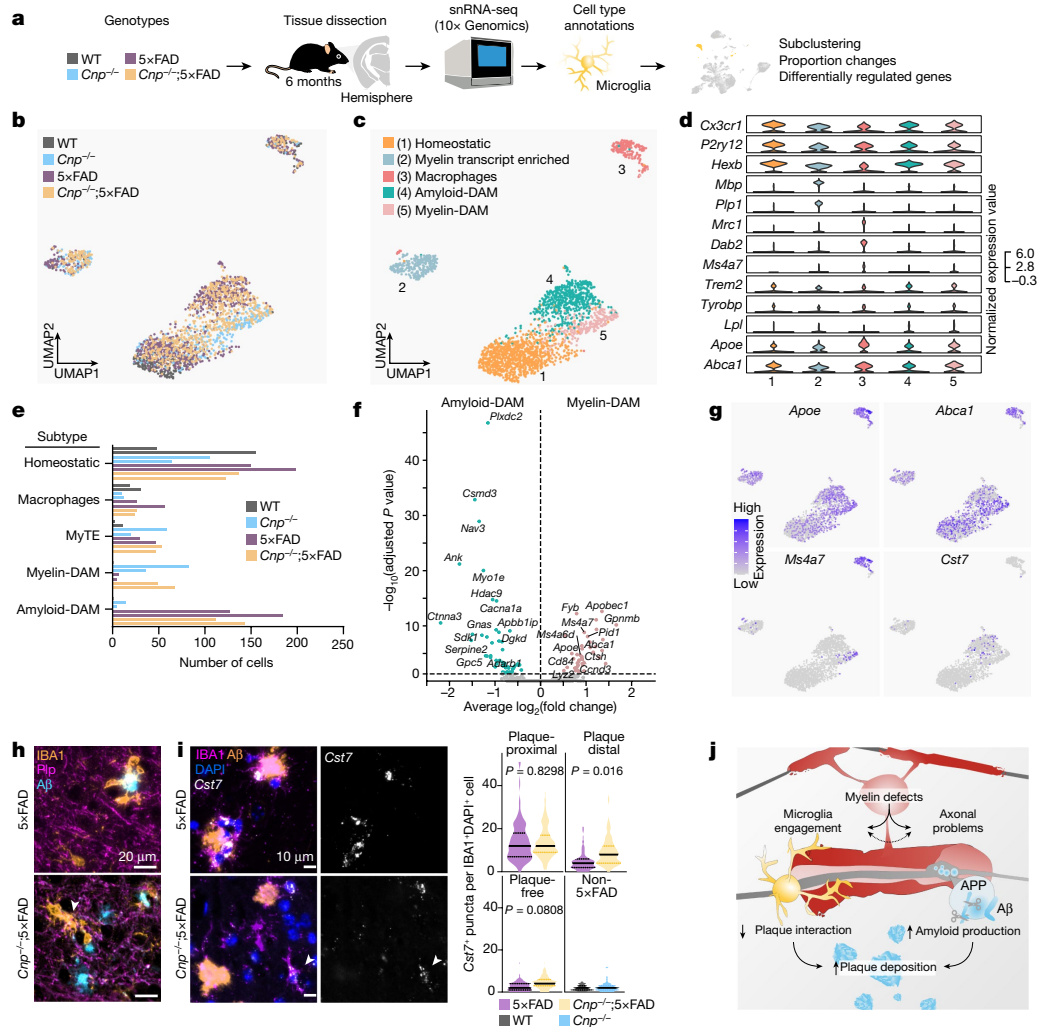 a
Genotypes
WT
5×FAD
Cnp–/–
Cnp–/–;5×FAD
Tissue dissection
6 months
Hemisphere
snRNA-seq
(10× Genomics)
Cell type
annotations
Microglia
Subclustering
Proportion changes
Differentially regulated genes
b
WT
Cnp–/–
5×FAD
Cnp–/–;5×FAD
UMAP2
UMAP1
c
(1) Homeostatic
(2) Myelin transcript enriched
(3) Macrophages
(4) Amyloid-DAM
(5) Myelin-DAM
3
2
4
5
1
UMAP2
UMAP1
d
Cx3cr1
P2ry12
Hexb
Mbp
Plp1
Mrc1
Dab2
Ms4a7
Trem2
Tyrobp
Lpl
Apoe
Abca1
1 2 3 4 5
Normalized expression value
6.0
2.8
–0.3
e
Subtype
Homeostatic
Macrophages
MyTE
Myelin-DAM
Amyloid-DAM
WT
Cnp–/–
5×FAD
Cnp–/–;5×FAD
0 50 100 150 200 250
Number of cells
f
Amyloid-DAM
Myelin-DAM
–log10(adjusted P value)
40
30
20
10
0
Plxdc2
Csmd3
Nav3
Ank
Myo1e
Hdac9
Cacna1a
Ctnna3
Gnas
Apbb1ip
Sdk1
Dgkd
Serpine2
Gpc5
Adarb1
Fyb
Apobec1
Gpnmb
Ms4a7
Ms4a6d
Pid1
Apoe
Abca1
Cd84
Ctsh
Lyz2
Ccnd3
–2 –1 0 1 2
Average log2(fold change)
g
Apoe
Abca1
High
Low
Expression
Ms4a7
Cst7
h
IBA1
Plp
Aβ
5×FAD
20 μm
Cnp–/–;5×FAD
i
IBA1 Aβ
DAPI
Cst7
Cst7
5×FAD
10 μm
Cnp–/–;5×FAD
Cst7+ puncta per IBA1+DAPI+ cell
Plaque-
proximal
P = 0.8298
Plaque
distal
P = 0.016
40
20
0
Plaque-
free
P = 0.0808
Non-
5×FAD
40
20
0
5×FAD
Cnp–/–;5×FAD
WT
Cnp–/–
j
Myelin defects
Microglia
engagement
Axonal
problems
APP
Aβ
Plaque interaction
Amyloid production
Plaque deposition